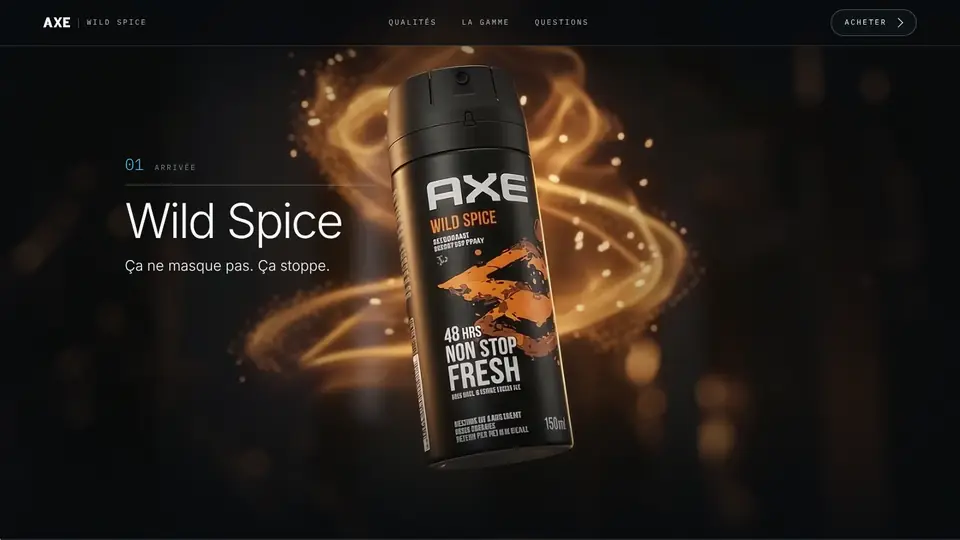 AXE | WILD SPICE
QUALITÉS
LA GAMME
QUESTIONS
ACHETER
01 ARRIVÉE
Wild Spice
Ça ne masque pas. Ça stoppe.
AXE
WILD SPICE
48 HRS
NON STOP
FRESH
150ml